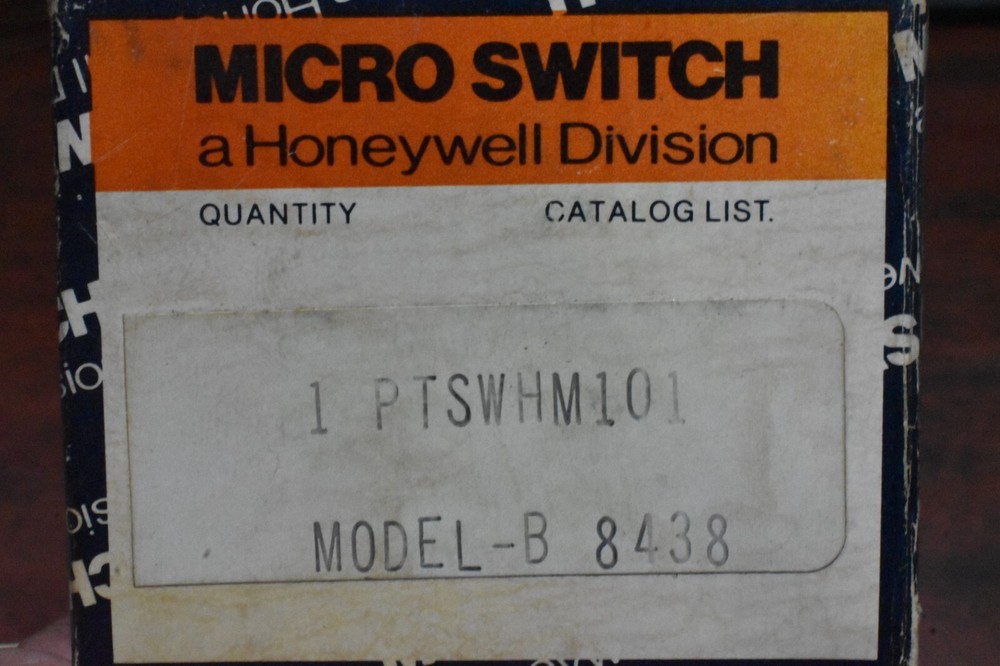 MICRO SWITCH
a Honeywell Division
QUANTITY CATALOG LIST.
1 PTSWHM101
MODEL-B 8438